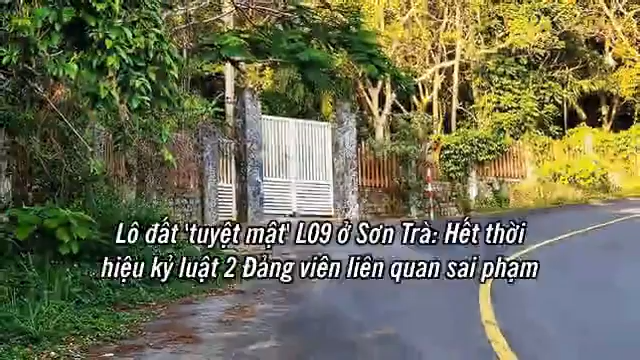 Lô đất 'tuyệt mật' L09 ở Sơn Trà: Hết thời
hiệu kỷ luật 2 Đảng viên liên quan sai phạm